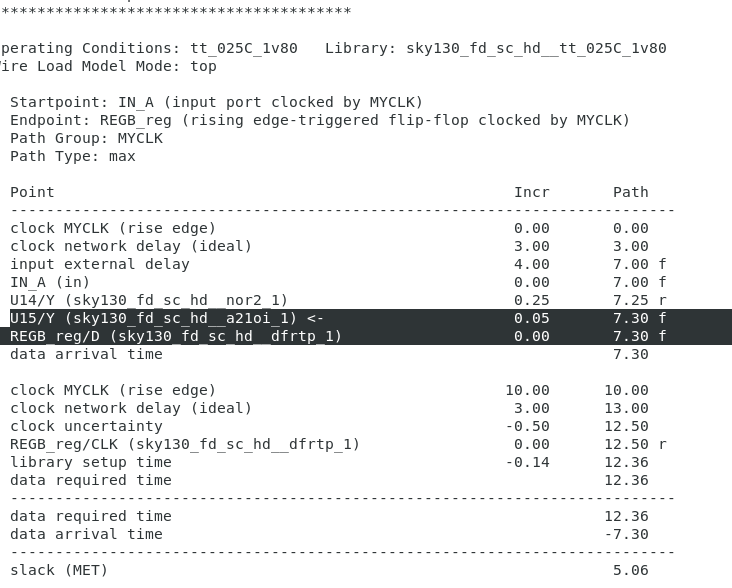 ***************************************
perating Conditions: tt_025C_1v80   Library: sky130_fd_sc_hd__tt_025C_1v80
ire Load Model Mode: top
Startpoint: IN_A (input port clocked by MYCLK)
Endpoint: REGB_reg (rising edge-triggered flip-flop clocked by MYCLK)
Path Group: MYCLK
Path Type: max
Point                                                   Incr       Path
--------------------------------------------------------------------------
clock MYCLK (rise edge)                                 0.00       0.00
clock network delay (ideal)                             3.00       3.00
input external delay                                    4.00       7.00 f
IN_A (in)                                               0.00       7.00 f
U14/Y (sky130_fd_sc_hd__nor2_1)                         0.25       7.25 r
U15/Y (sky130_fd_sc_hd__a21oi_1) <-                     0.05       7.30 f
REGB_reg/D (sky130_fd_sc_hd__dfrtp_1)                   0.00       7.30 f
data arrival time                                                  7.30
clock MYCLK (rise edge)                                10.00      10.00
clock network delay (ideal)                             3.00      13.00
clock uncertainty                                      -0.50      12.50
REGB_reg/CLK (sky130_fd_sc_hd__dfrtp_1)                 0.00      12.50 r
library setup time                                     -0.14      12.36
data required time                                                12.36
--------------------------------------------------------------------------
data required time                                                12.36
data arrival time                                                 -7.30
--------------------------------------------------------------------------
slack (MET)                                                        5.06